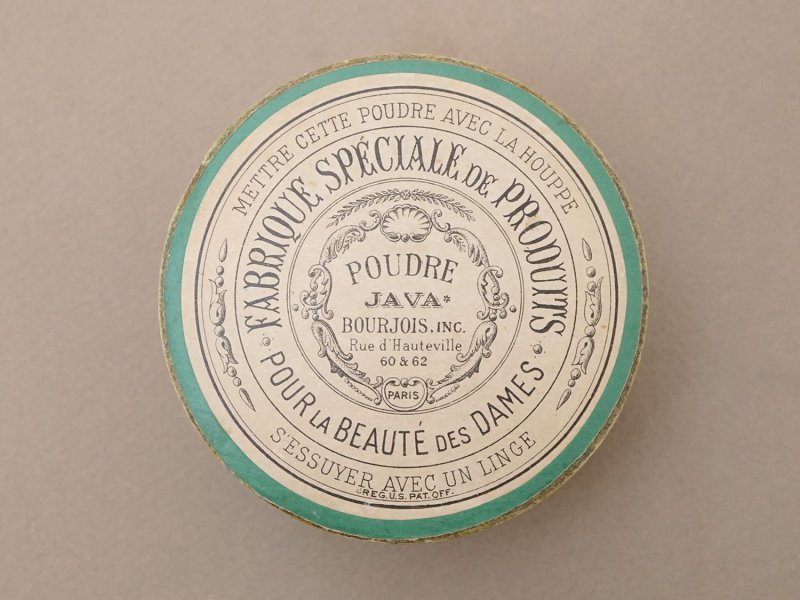 METTRE CETTE POUDRE AVEC LA HOUPPE
FABRIQUE SPÉCIALE DE PRODUITS
POUDRE
JAVA*
BOURJOIS, INC.
Rue d'Hauteville
60 & 62
PARIS
POUR LA BEAUTÉ DES DAMES
S'ESSUYER AVEC UN LINGE
*REG. U.S. PAT. OFF.